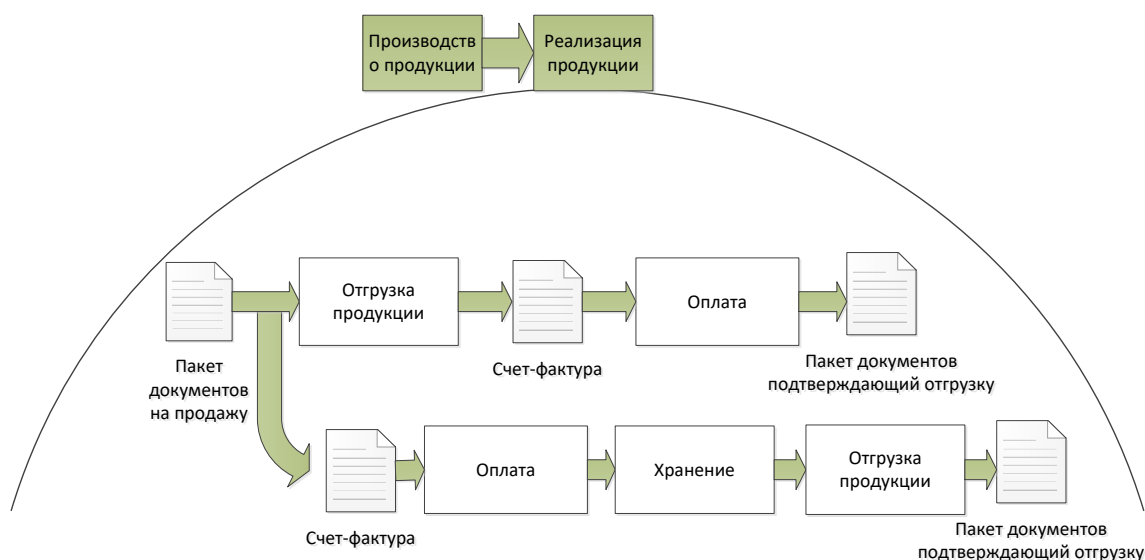 Производств
о продукции
Реализация
продукции
Отгрузка
продукции
Оплата
Пакет
документов
на продажу
Счет-фактура
Пакет документов
подтверждающий отгрузку
Оплата
Хранение
Отгрузка
продукции
Счет-фактура
Пакет документов
подтверждающий отгрузку